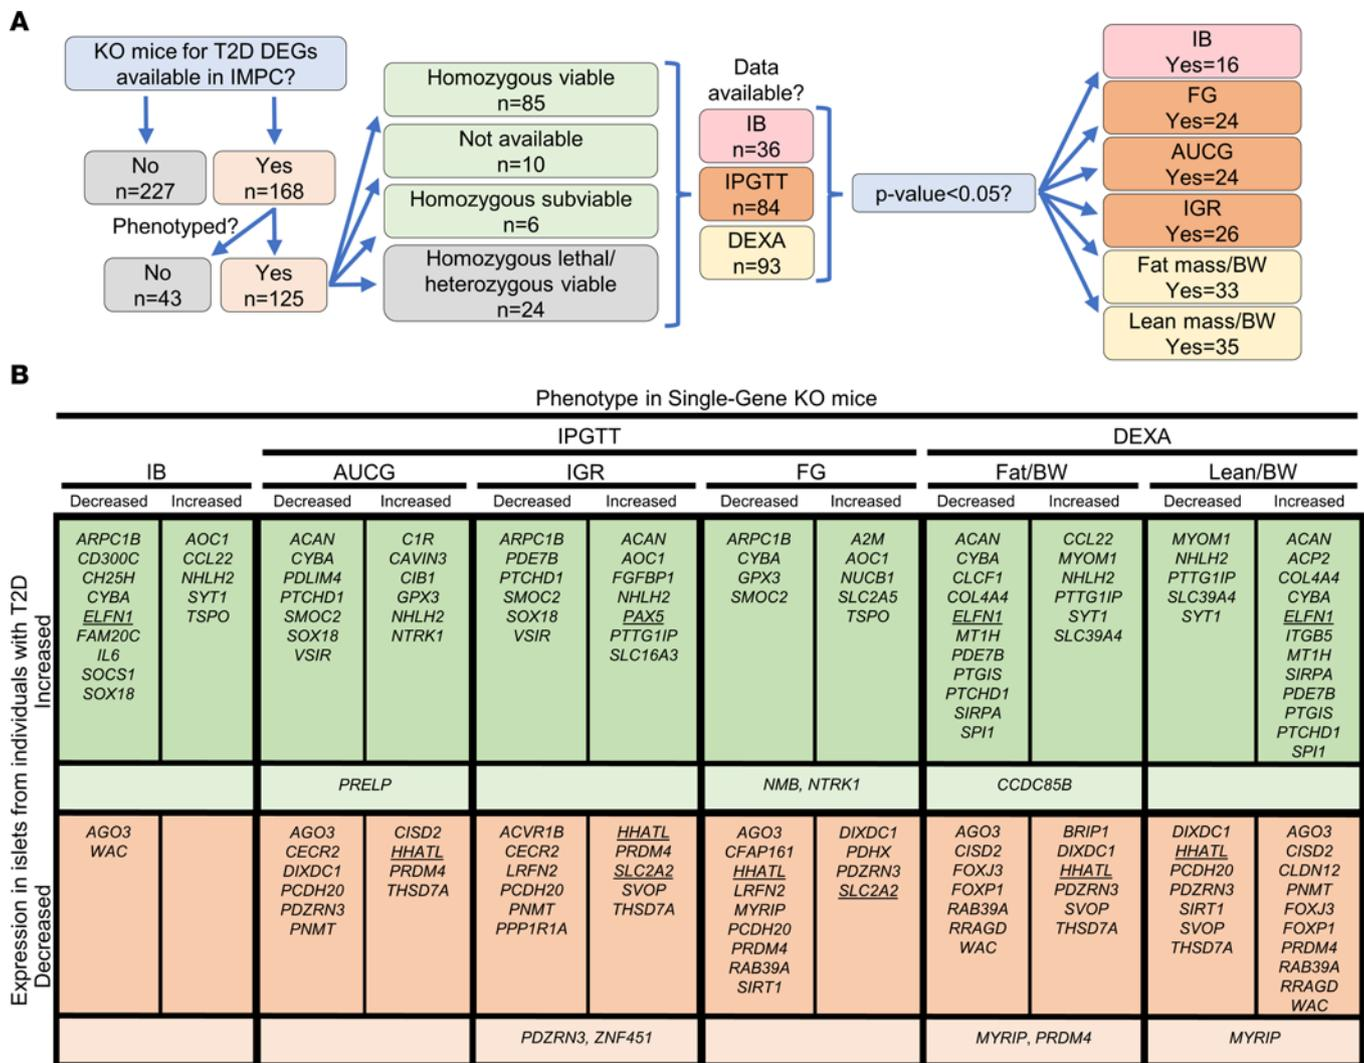 A
KO mice for T2D DEGs
available in IMPC?
No
n=227
Yes
n=168
Phenotyped?
No
n=43
Yes
n=125
Homozygous viable
n=85
Not available
n=10
Homozygous subviable
n=6
Homozygous lethal/
heterozygous viable
n=24
Data
available?
IB
n=36
IPGTT
n=84
DEXA
n=93
p-value<0.05?
IB
Yes=16
FG
Yes=24
AUCG
Yes=24
IGR
Yes=26
Fat mass/BW
Yes=33
Lean mass/BW
Yes=35
B
Phenotype in Single-Gene KO mice
IPGTT
DEXA
IB
AUCG
IGR
FG
Fat/BW
Lean/BW
Decreased
Increased
Decreased
Increased
Decreased
Increased
Decreased
Increased
Decreased
Increased
Decreased
Increased
Expression in islets from individuals with T2D
Increased
ARPC1B
CD300C
CH25H
CYBA
ELFN1
FAM20C
IL6
SOCS1
SOX18
AOC1
CCL22
NHLH2
SYT1
TSPO
ACAN
CYBA
PDLIM4
PTCHD1
SMOC2
SOX18
VSIR
C1R
CAVIN3
CIB1
GPX3
NHLH2
NTRK1
ARPC1B
PDE7B
PTCHD1
SMOC2
SOX18
VSIR
ACAN
AOC1
FGFBP1
NHLH2
PAX5
PTTG1IP
SLC16A3
ARPC1B
CYBA
GPX3
SMOC2
A2M
AOC1
NUCB1
SLC2A5
TSPO
ACAN
CYBA
CLCF1
COL4A4
ELFN1
MT1H
PDE7B
PTGIS
PTCHD1
SIRPA
SPI1
CCL22
MYOM1
NHLH2
PTTG1IP
SYT1
SLC39A4
MYOM1
NHLH2
PTTG1IP
SLC39A4
SYT1
ACAN
ACP2
COL4A4
CYBA
ELFN1
ITGB5
MT1H
SIRPA
PDE7B
PTGIS
PTCHD1
SPI1
PRELP
NMB, NTRK1
CCDC85B
Decreased
AGO3
WAC
AGO3
CECR2
DIXDC1
PCDH20
PDZRN3
PNMT
CISD2
HHATL
PRDM4
THSD7A
ACVR1B
CECR2
LRFN2
PCDH20
PNMT
PPP1R1A
HHATL
PRDM4
SLC2A2
SVOP
THSD7A
AGO3
CFAP161
HHATL
LRFN2
MYRIP
PCDH20
PRDM4
RAB39A
SIRT1
DIXDC1
PDHX
PDZRN3
SLC2A2
AGO3
CISD2
FOXJ3
FOXP1
RAB39A
RRAGD
WAC
BRIP1
DIXDC1
HHATL
PDZRN3
SVOP
THSD7A
DIXDC1
HHATL
PCDH20
PDZRN3
SIRT1
SVOP
THSD7A
AGO3
CISD2
CLDN12
PNMT
FOXJ3
FOXP1
PRDM4
RAB39A
RRAGD
WAC
PDZRN3, ZNF451
MYRIP, PRDM4
MYRIP